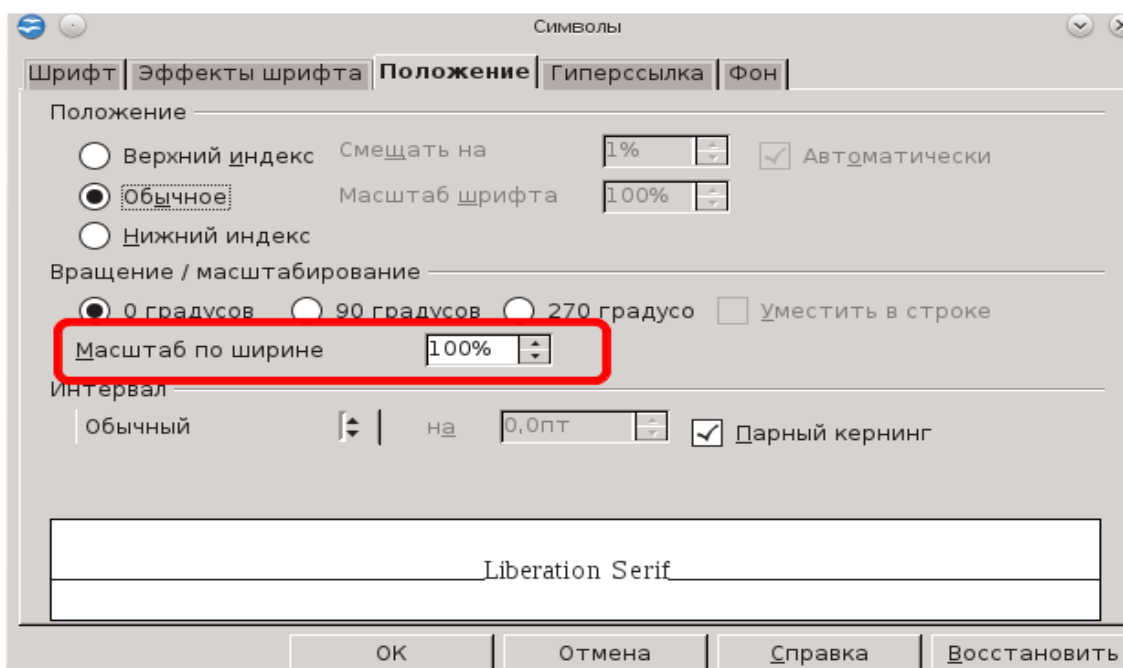 Символы
Шрифт Эффекты шрифта Положение Гиперссылка Фон
Положение
Верхний индекс Смещать на 1% Автоматически
Обычное Масштаб шрифта 100%
Нижний индекс
Вращение / масштабирование
0 градусов 90 градусов 270 градусо Уместить в строке
Масштаб по ширине 100%
Интервал
Обычный на 0,0пт Парный кернинг
Liberation Serif
ОК Отмена Справка Восстановить